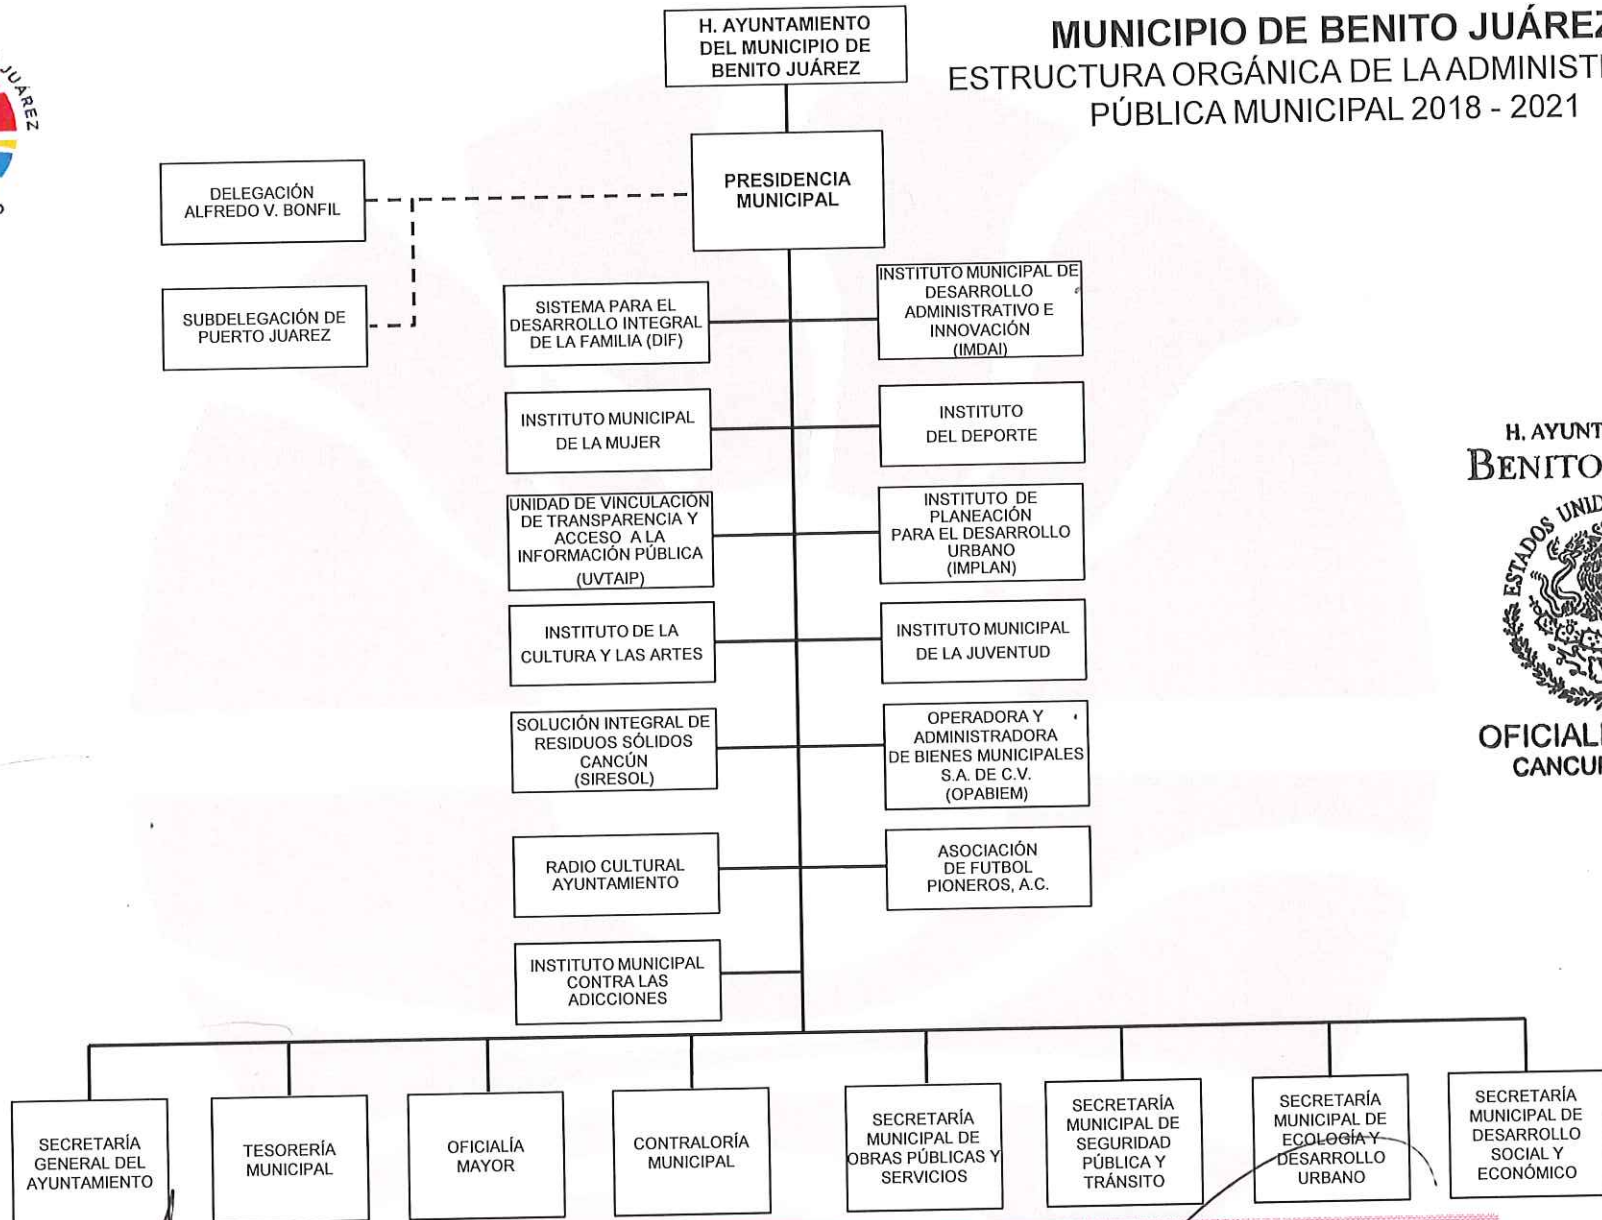 H. AYUNTAMIENTO
DEL MUNICIPIO DE
BENITO JUÁREZ
MUNICIPIO DE BENITO JUÁREZ
ESTRUCTURA ORGÁNICA DE LA ADMINIST
PÚBLICA MUNICIPAL 2018 - 2021
JUÁREZ
PRESIDENCIA
MUNICIPAL
DELEGACIÓN
ALFREDO V. BONFIL
SUBDELEGACIÓN DE
PUERTO JUAREZ
SISTEMA PARA EL
DESARROLLO INTEGRAL
DE LA FAMILIA (DIF)
INSTITUTO MUNICIPAL DE
DESARROLLO
ADMINISTRATIVO E
INNOVACIÓN
(IMDAI)
INSTITUTO MUNICIPAL
DE LA MUJER
INSTITUTO
DEL DEPORTE
UNIDAD DE VINCULACIÓN
DE TRANSPARENCIA Y
ACCESO A LA
INFORMACIÓN PÚBLICA
(UVTAIP)
INSTITUTO DE
PLANEACIÓN
PARA EL DESARROLLO
URBANO
(IMPLAN)
INSTITUTO DE LA
CULTURA Y LAS ARTES
INSTITUTO MUNICIPAL
DE LA JUVENTUD
SOLUCIÓN INTEGRAL DE
RESIDUOS SÓLIDOS
CANCÚN
(SIRESOL)
OPERADORA Y
ADMINISTRADORA
DE BIENES MUNICIPALES
S.A. DE C.V.
(OPABIEM)
RADIO CULTURAL
AYUNTAMIENTO
ASOCIACIÓN
DE FUTBOL
PIONEROS, A.C.
INSTITUTO MUNICIPAL
CONTRA LAS
ADICCIONES
H. AYUNT
BENITO
ESTADOS UNID
OFICIAL
CANCU
SECRETARÍA
GENERAL DEL
AYUNTAMIENTO
TESORERÍA
MUNICIPAL
OFICIALÍA
MAYOR
CONTRALORÍA
MUNICIPAL
SECRETARÍA
MUNICIPAL DE
OBRAS PÚBLICAS Y
SERVICIOS
SECRETARÍA
MUNICIPAL DE
SEGURIDAD
PÚBLICA Y
TRÁNSITO
SECRETARÍA
MUNICIPAL DE
ECOLOGÍA Y
DESARROLLO
URBANO
SECRETARÍA
MUNICIPAL DE
DESARROLLO
SOCIAL Y
ECONÓMICO